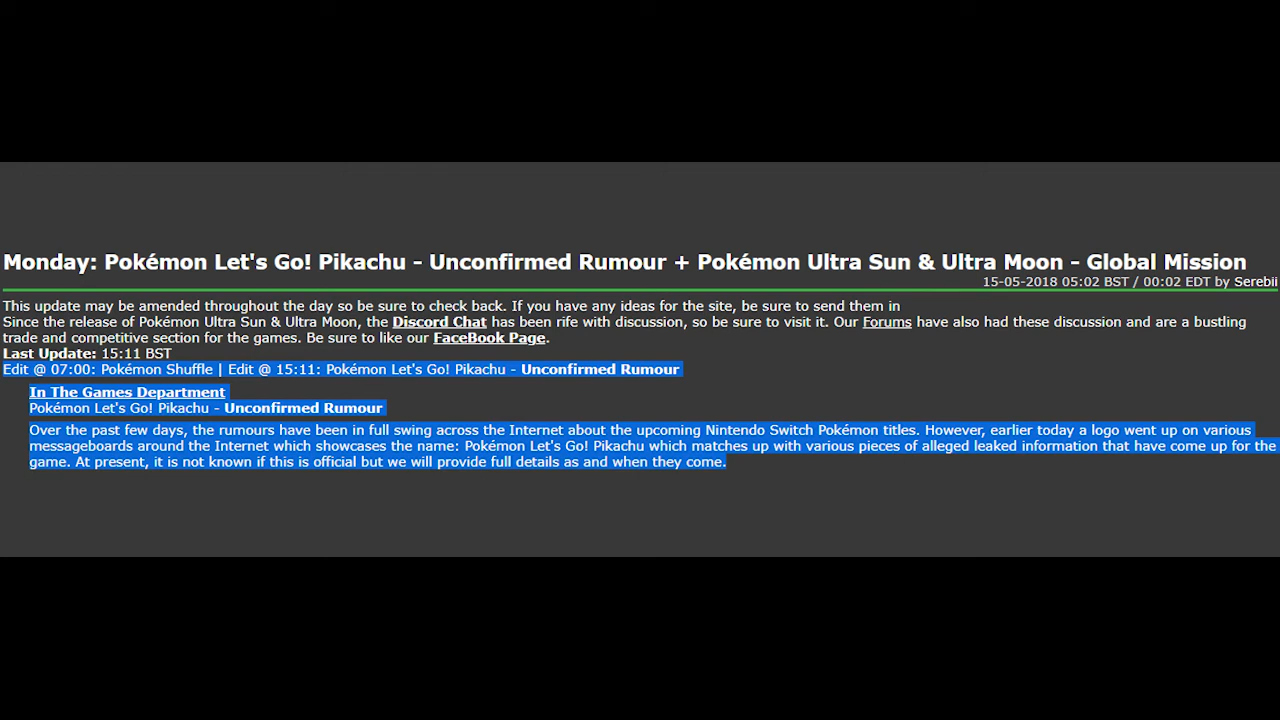 Monday: Pokémon Let's Go! Pikachu - Unconfirmed Rumour + Pokémon Ultra Sun & Ultra Moon - Global Mission
15-05-2018 05:02 BST / 00:02 EDT by Serebii
This update may be amended throughout the day so be sure to check back. If you have any ideas for the site, be sure to send them in
Since the release of Pokémon Ultra Sun & Ultra Moon, the Discord Chat has been rife with discussion, so be sure to visit it. Our Forums have also had these discussion and are a bustling
trade and competitive section for the games. Be sure to like our FaceBook Page.
Last Update: 15:11 BST
Edit @ 07:00: Pokémon Shuffle | Edit @ 15:11: Pokémon Let's Go! Pikachu - Unconfirmed Rumour
In The Games Department
Pokémon Let's Go! Pikachu - Unconfirmed Rumour
Over the past few days, the rumours have been in full swing across the Internet about the upcoming Nintendo Switch Pokémon titles. However, earlier today a logo went up on various
messageboards around the Internet which showcases the name: Pokémon Let's Go! Pikachu which matches up with various pieces of alleged leaked information that have come up for the
game. At present, it is not known if this is official but we will provide full details as and when they come.